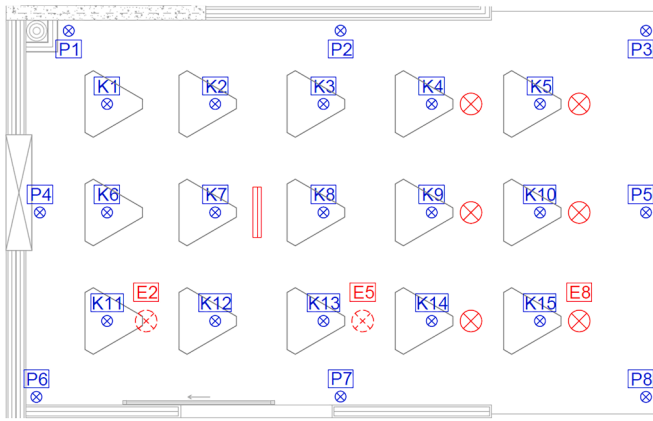 P1 P2 P3
K1 K2 K3 K4 K5
P4 K6 K7 K8 K9 K10 P5
E2 E5 E8
K11 K12 K13 K14 K15
P6 P7 P8